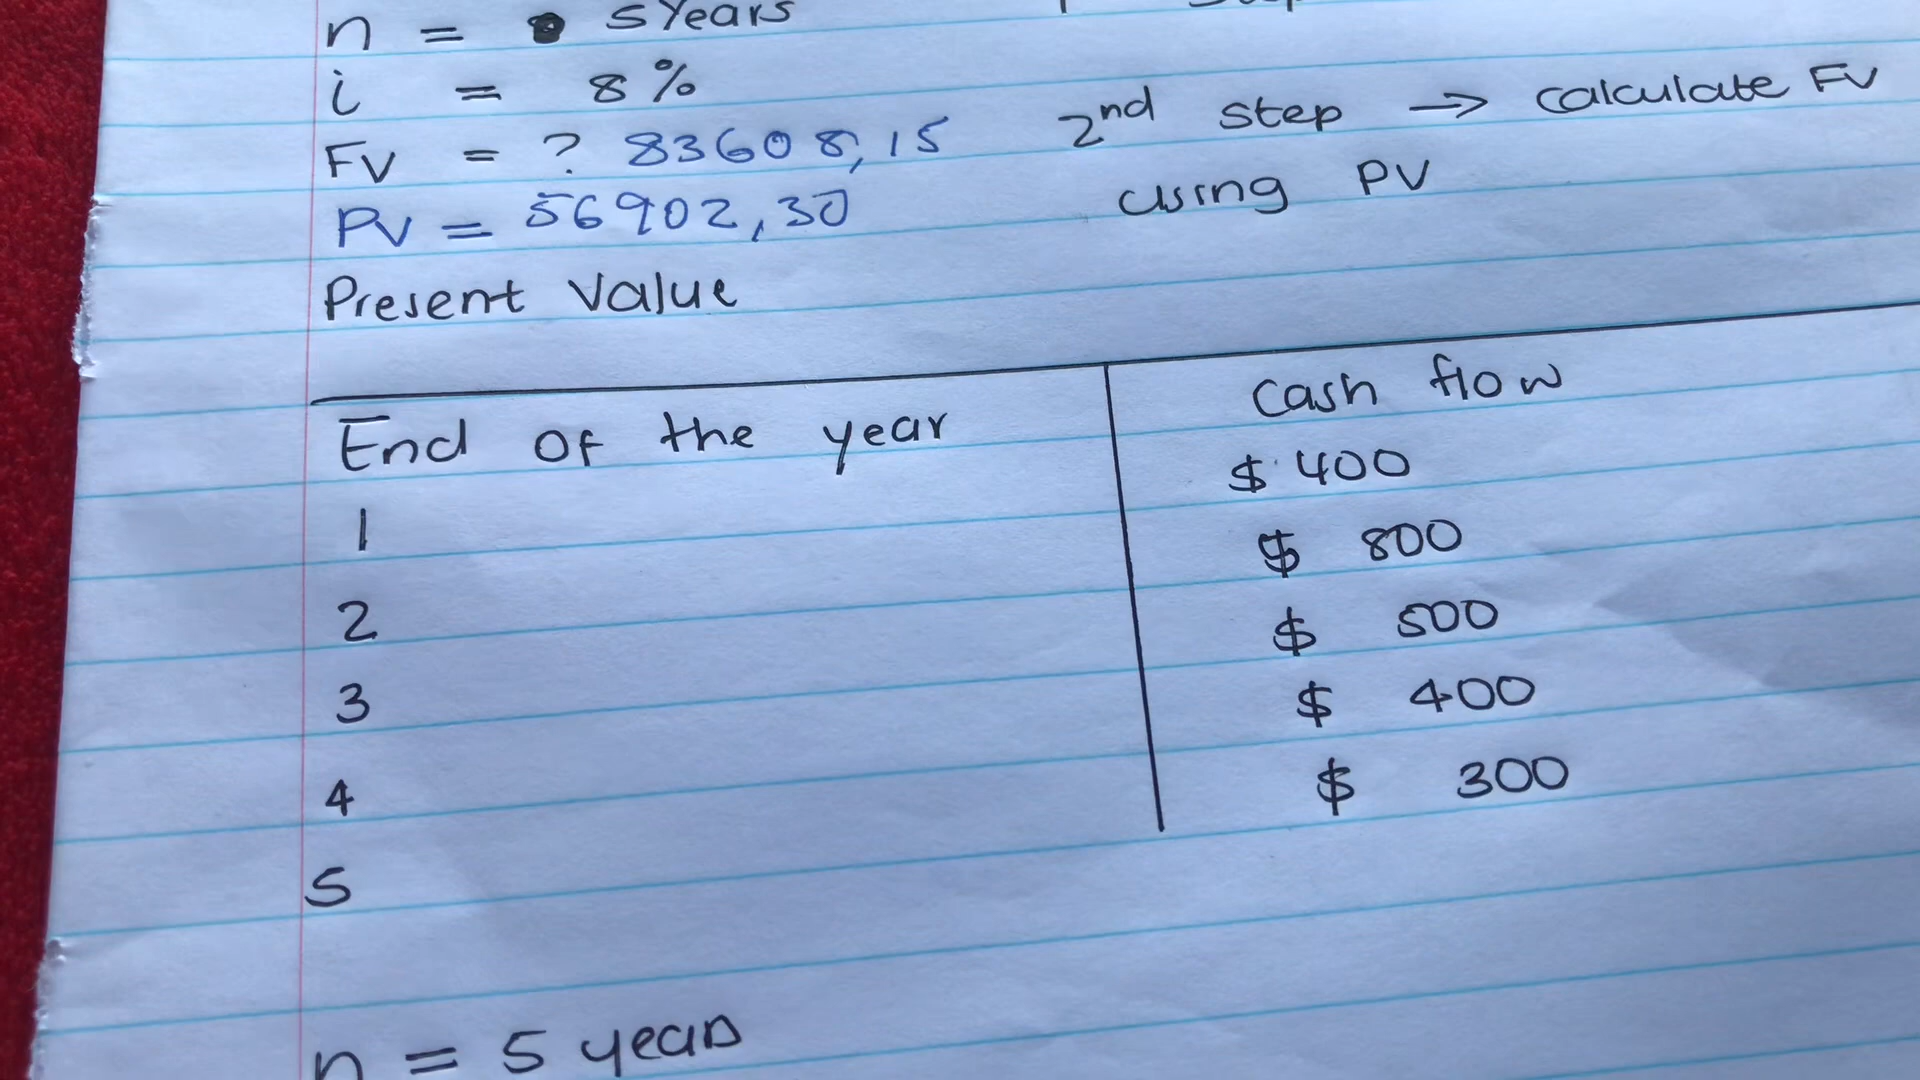 n = 5 Years
i = 8%
FV = ? 83608,15
PV = 56902,30
2nd step → calculate FV
using PV
Present Value
End of the year Cash flow
1 $ 400
2 $ 800
3 $ 500
4 $ 400
5 $ 300
n = 5 years